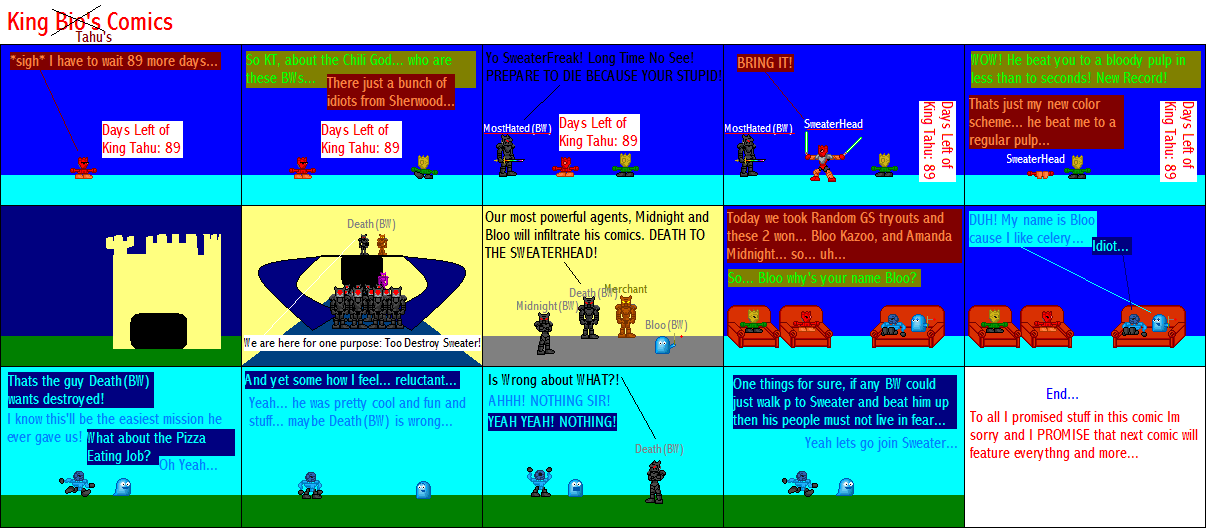 King Bio's Comics
Tahu's
*sigh* I have to wait 89 more days...
Days Left of
King Tahu: 89
So KT, about the Chili God... who are
these BWs...
There just a bunch of
idiots from Sherwood...
Days Left of
King Tahu: 89
Yo SweaterFreak! Long Time No See!
PREPARE TO DIE BECAUSE YOUR STUPID!
MostHated(BW)
Days Left of
King Tahu: 89
BRING IT!
MostHated(BW)
SweaterHead
Days Left of
King Tahu: 89
WOW! He beat you to a bloody pulp in
less than to seconds! New Record!
Thats just my new color
scheme... he beat me to a
regular pulp...
SweaterHead
Days Left of
King Tahu: 89
Death(BW)
We are here for one purpose: Too Destroy Sweater!
Our most powerful agents, Midnight and
Bloo will infiltrate his comics. DEATH TO
THE SWEATERHEAD!
Midnight(BW)
Death(BW)
Merchant
Bloo(BW)
Today we took Random GS tryouts and
these 2 won... Bloo Kazoo, and Amanda
Midnight... so... uh...
So... Bloo why's your name Bloo?
DUH! My name is Bloo
cause I like celery...
Idiot...
Thats the guy Death(BW)
wants destroyed!
I know this'll be the easiest mission he
ever gave us!
What about the Pizza
Eating Job?
Oh Yeah...
And yet some how I feel... reluctant...
Yeah... he was pretty cool and fun and
stuff... maybe Death(BW) is wrong...
Is Wrong about WHAT?!
AHHH! NOTHING SIR!
YEAH YEAH! NOTHING!
Death(BW)
One things for sure, if any BW could
just walk p to Sweater and beat him up
then his people must not live in fear...
Yeah lets go join Sweater...
End...
To all I promised stuff in this comic Im
sorry and I PROMISE that next comic will
feature everythng and more...